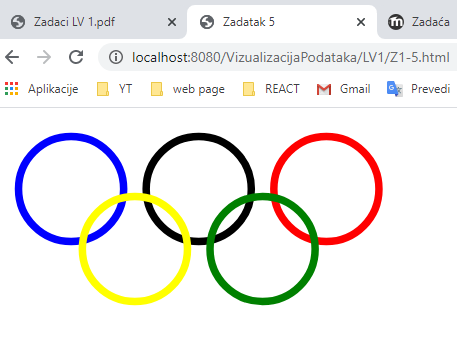 Zadaci LV 1.pdf
Zadatak 5
Zadaća
localhost:8080/VizualizacijaPodataka/LV1/Z1-5.html
Aplikacije YT web page REACT Gmail Prevedi